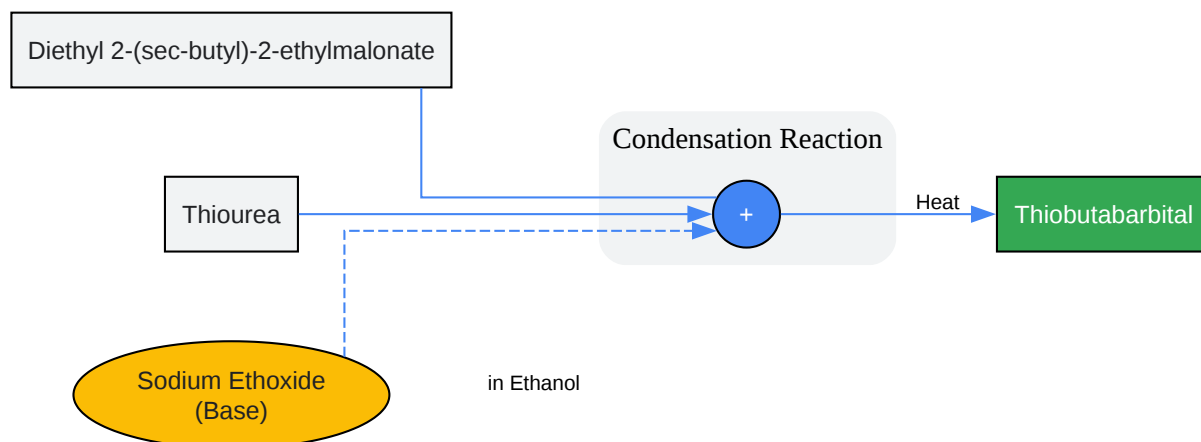 Diethyl 2-(sec-butyl)-2-ethylmalonate
Condensation Reaction
Thiourea
+
Heat
Thiobutabarbital
Sodium Ethoxide
(Base)
in Ethanol